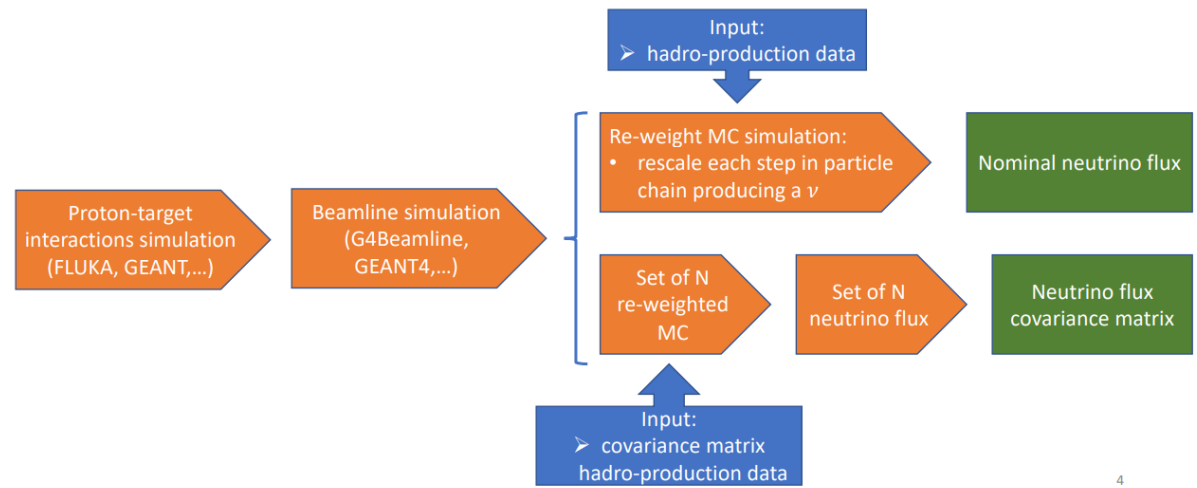 Input:
➢ hadro-production data
Re-weight MC simulation:
• rescale each step in particle
chain producing a ν
Nominal neutrino flux
Proton-target
interactions simulation
(FLUKA, GEANT,...)
Beamline simulation
(G4Beamline,
GEANT4,...)
Set of N
re-weighted
MC
Set of N
neutrino flux
Neutrino flux
covariance matrix
Input:
➢ covariance matrix
hadro-production data
4